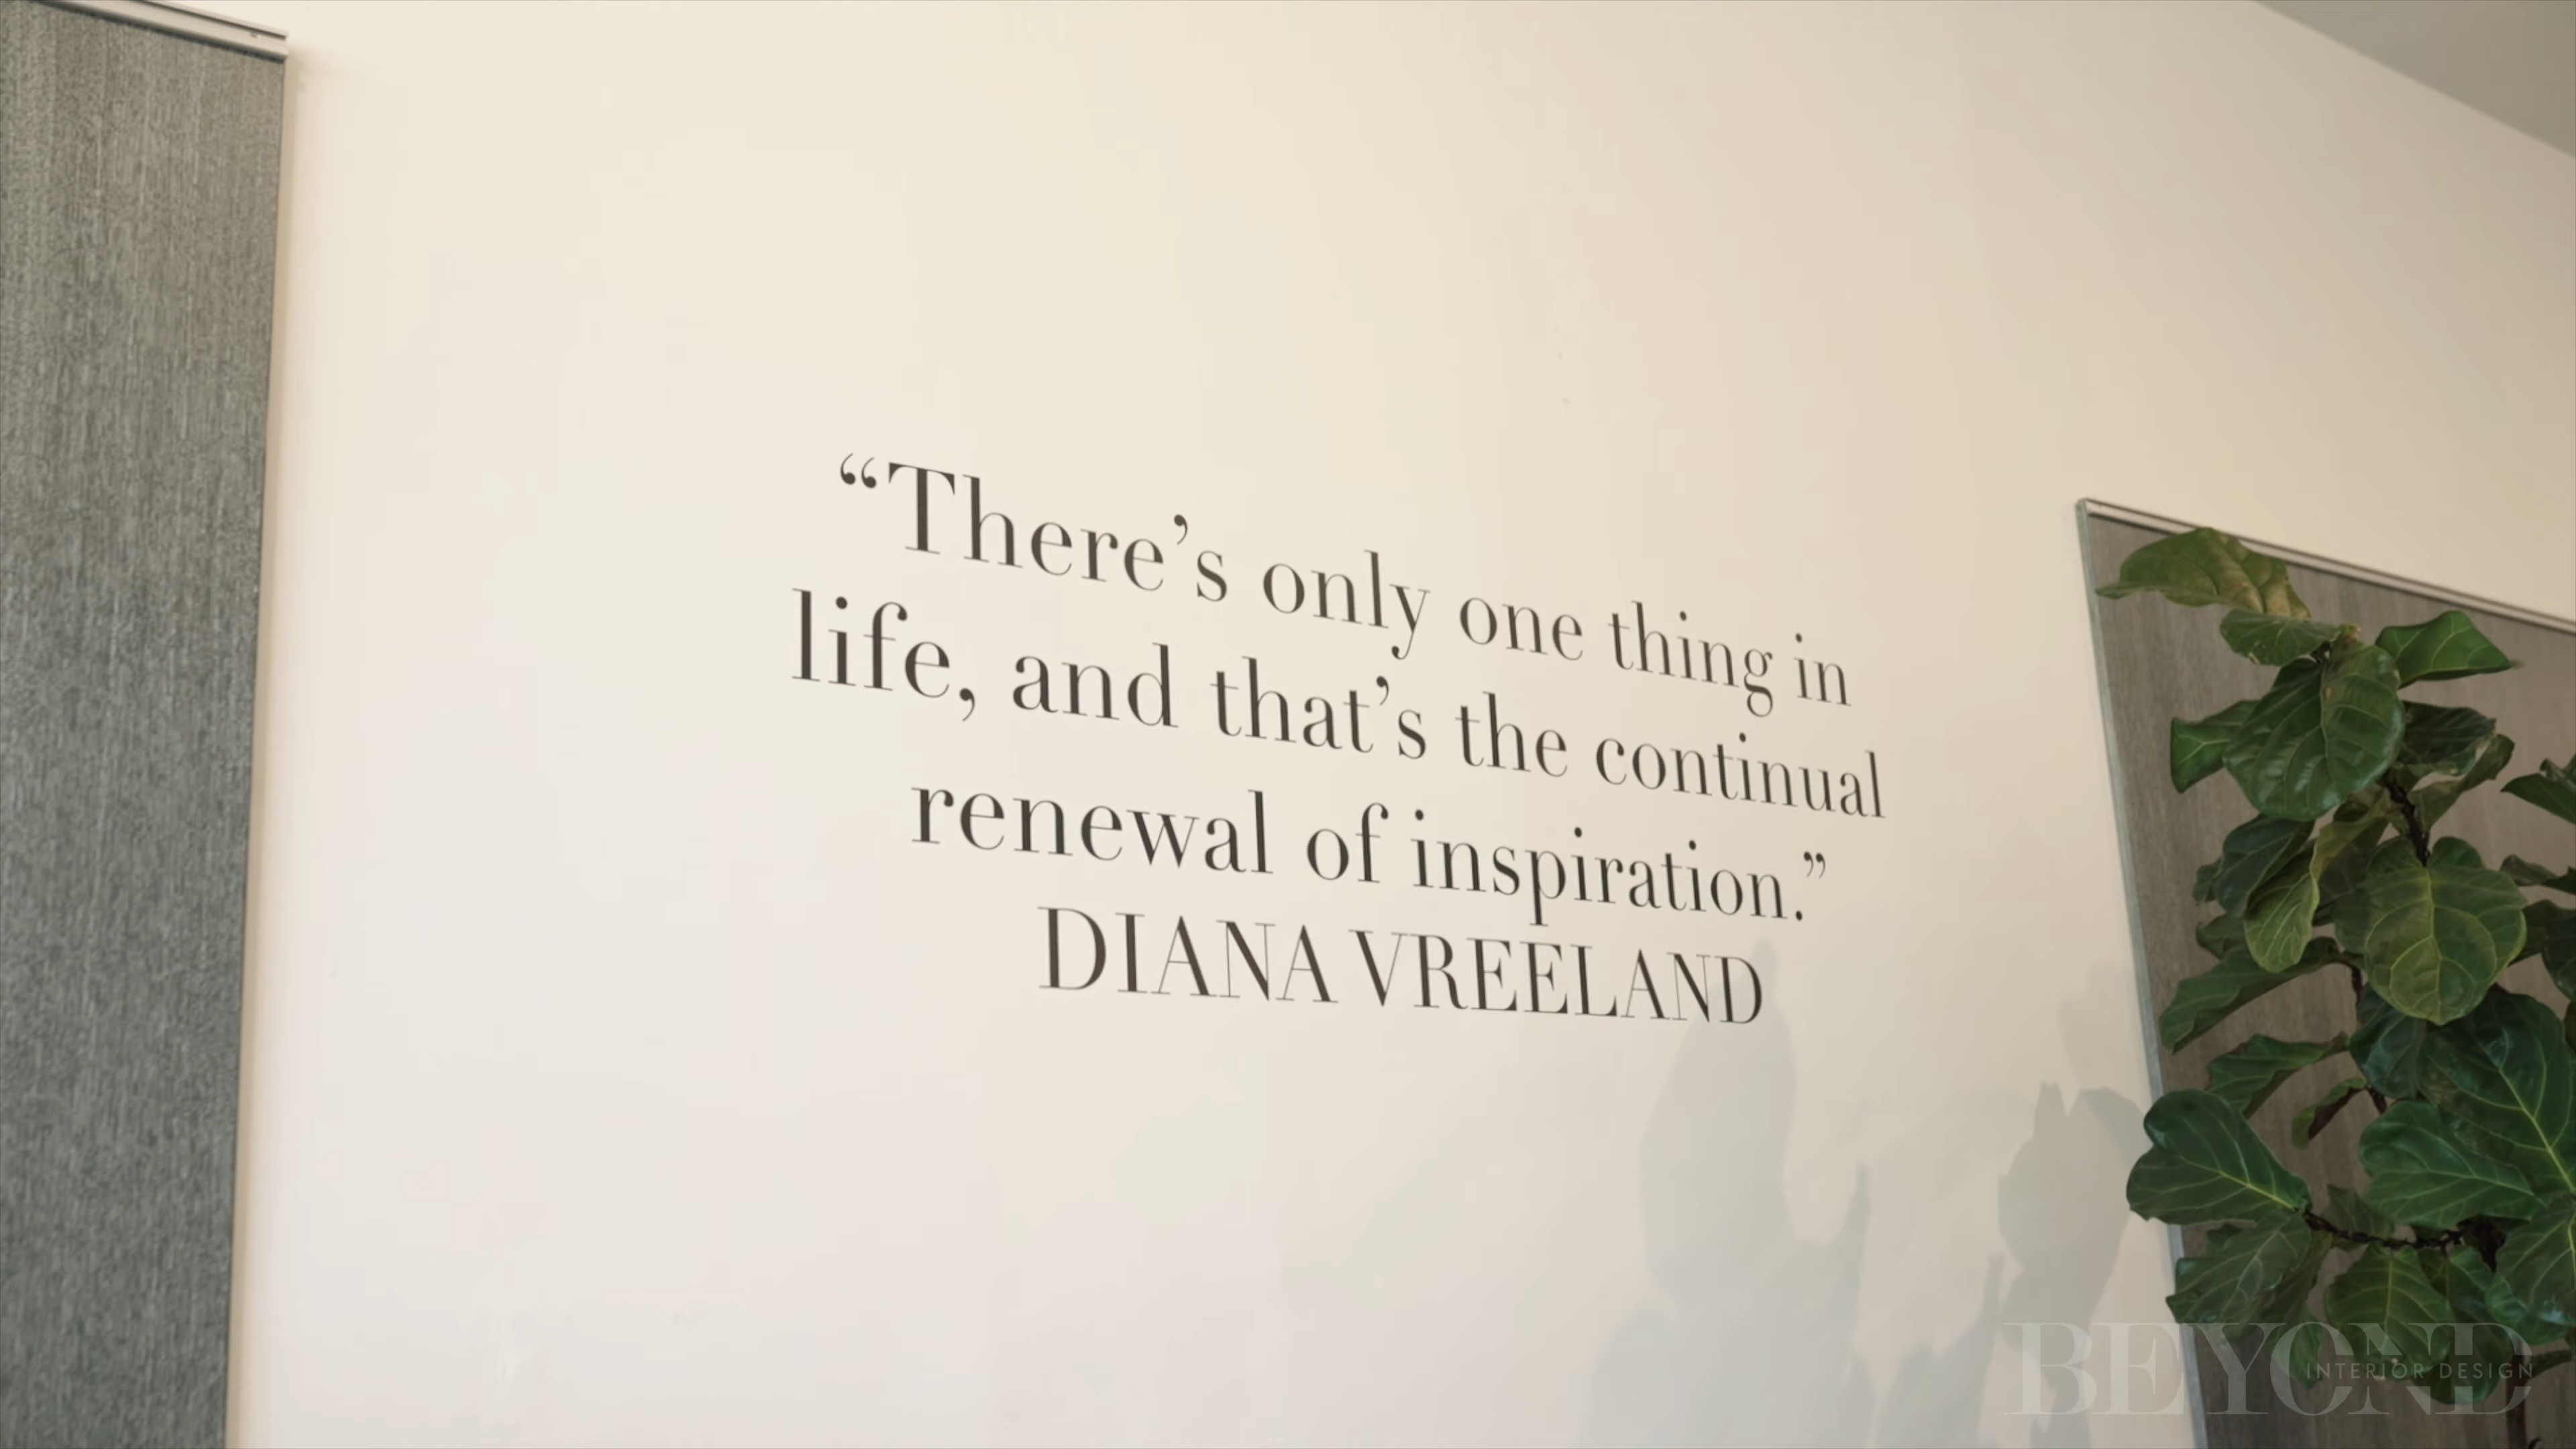 “There’s only one thing in
life, and that’s the continual
renewal of inspiration.”
DIANA VREELAND
BEYOND
INTERIOR DESIGN